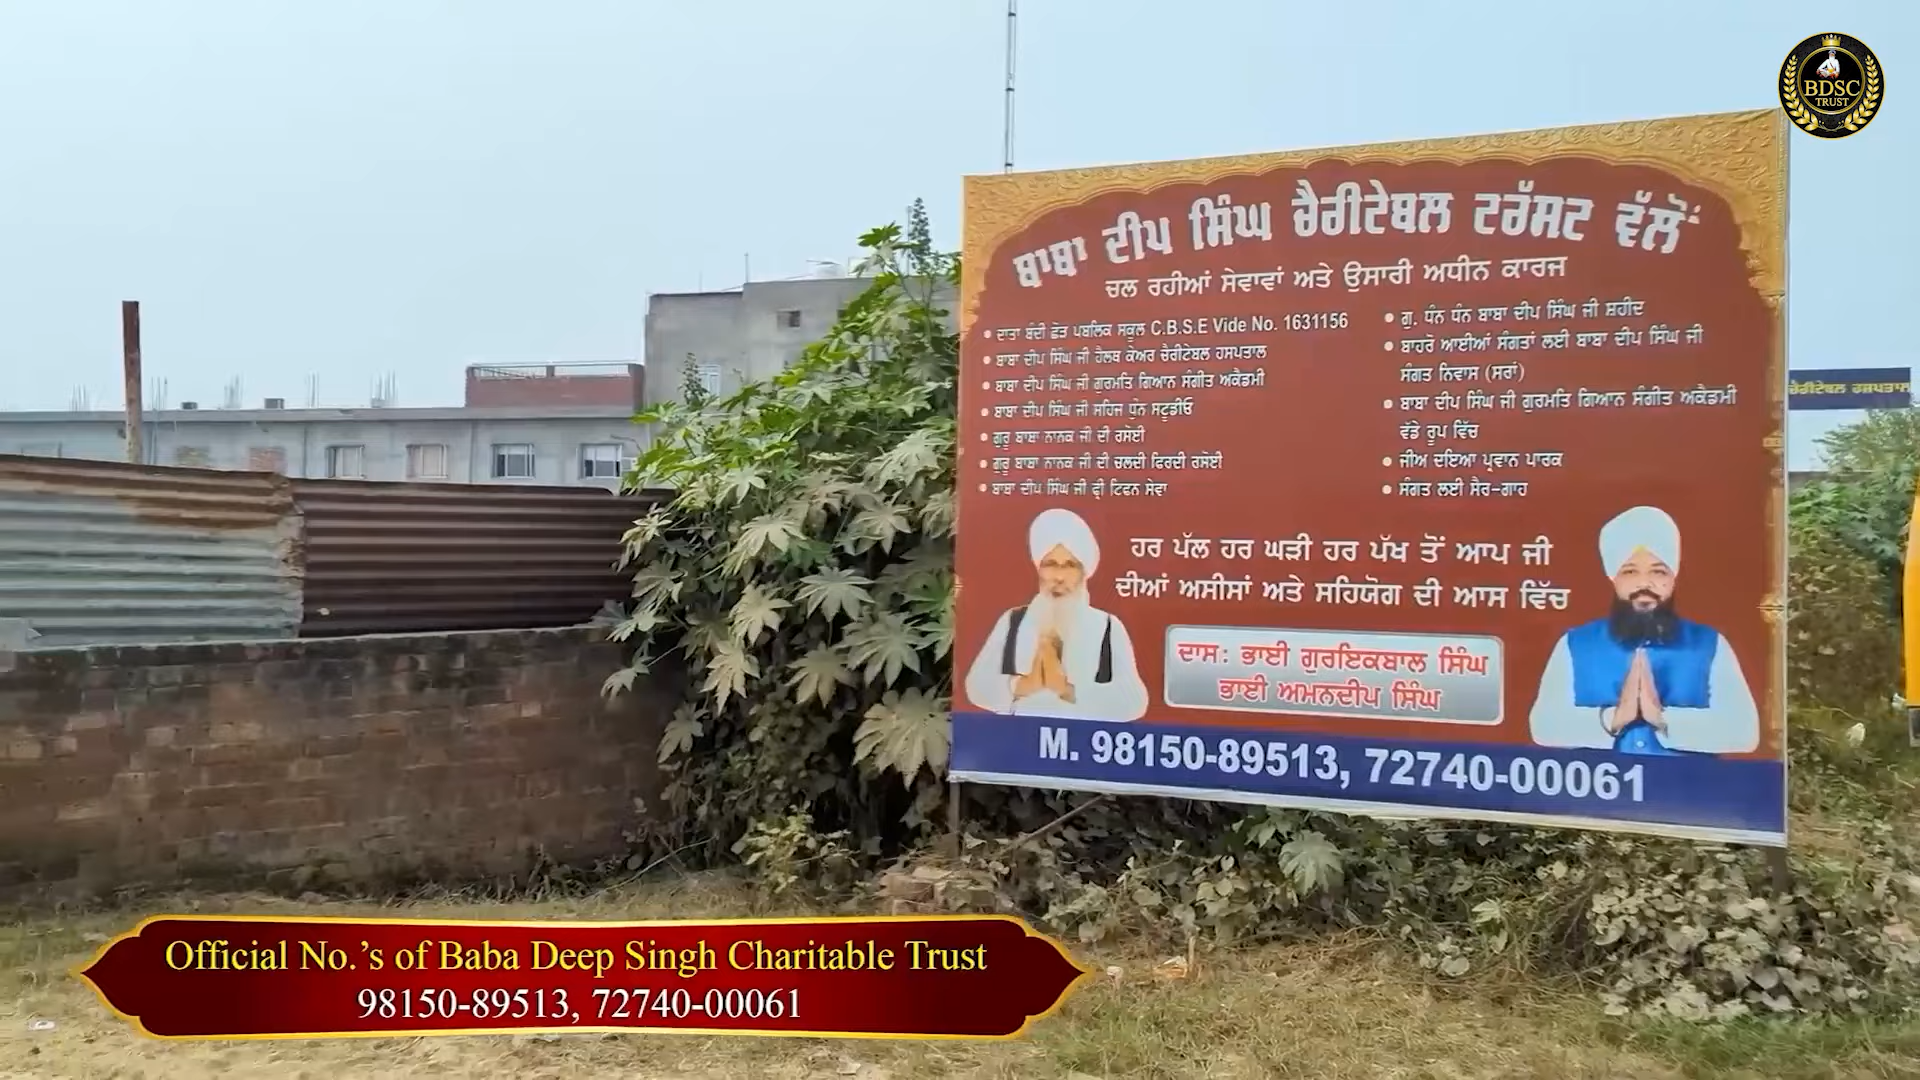 BDSC
TRUST
ਬਾਬਾ ਦੀਪ ਸਿੰਘ ਚੈਰੀਟੇਬਲ ਟਰੱਸਟ ਵੱਲੋਂ
ਚਲ ਰਹੀਆਂ ਸੇਵਾਵਾਂ ਅਤੇ ਉਸਾਰੀ ਅਧੀਨ ਕਾਰਜ
• ਦਾਤਾ ਬੰਦੀ ਛੋੜ ਪਬਲਿਕ ਸਕੂਲ C.B.S.E Vide No. 1631156
• ਬਾਬਾ ਦੀਪ ਸਿੰਘ ਜੀ ਹੈਲਥ ਕੇਅਰ ਚੈਰੀਟੇਬਲ ਹਸਪਤਾਲ
• ਬਾਬਾ ਦੀਪ ਸਿੰਘ ਜੀ ਗੁਰਮਤਿ ਗਿਆਨ ਸੰਗੀਤ ਅਕੈਡਮੀ
• ਬਾਬਾ ਦੀਪ ਸਿੰਘ ਜੀ ਸਹਿਜ ਧੁੰਨ ਸਟੂਡੀਓ
• ਗੁਰੂ ਬਾਬਾ ਨਾਨਕ ਜੀ ਦੀ ਰਸੋਈ
• ਗੁਰੂ ਬਾਬਾ ਨਾਨਕ ਜੀ ਦੀ ਚਲਦੀ ਫਿਰਦੀ ਰਸੋਈ
• ਬਾਬਾ ਦੀਪ ਸਿੰਘ ਜੀ ਫ੍ਰੀ ਟਿਫਨ ਸੇਵਾ
• ਗੁ. ਧੰਨ ਧੰਨ ਬਾਬਾ ਦੀਪ ਸਿੰਘ ਜੀ ਸ਼ਹੀਦ
• ਬਾਹਰੋ ਆਈਆਂ ਸੰਗਤਾਂ ਲਈ ਬਾਬਾ ਦੀਪ ਸਿੰਘ ਜੀ
ਸੰਗਤ ਨਿਵਾਸ (ਸਰਾਂ)
• ਬਾਬਾ ਦੀਪ ਸਿੰਘ ਜੀ ਗੁਰਮਤਿ ਗਿਆਨ ਸੰਗੀਤ ਅਕੈਡਮੀ
ਵੱਡੇ ਰੂਪ ਵਿੱਚ
• ਜੀਅ ਦਇਆ ਪ੍ਰਵਾਨ ਪਾਰਕ
• ਸੰਗਤ ਲਈ ਸੈਰ-ਗਾਹ
ਹਰ ਪੱਲ ਹਰ ਘੜੀ ਹਰ ਪੱਖ ਤੋਂ ਆਪ ਜੀ
ਦੀਆਂ ਅਸੀਸਾਂ ਅਤੇ ਸਹਿਯੋਗ ਦੀ ਆਸ ਵਿੱਚ
ਦਾਸ: ਭਾਈ ਗੁਰਇਕਬਾਲ ਸਿੰਘ
ਭਾਈ ਅਮਨਦੀਪ ਸਿੰਘ
M. 98150-89513, 72740-00061
ਚੈਰੀਟੇਬਲ ਹਸਪਤਾਲ
Official No.'s of Baba Deep Singh Charitable Trust
98150-89513, 72740-00061